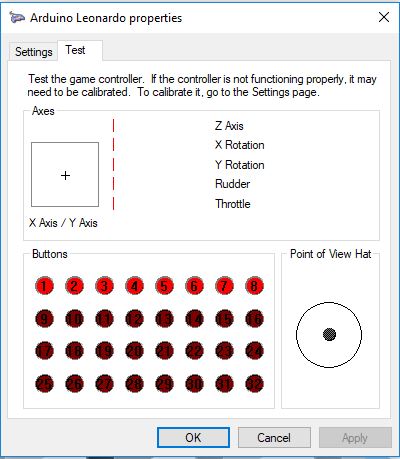 Arduino Leonardo properties
Settings
Test
Test the game controller. If the controller is not functioning properly, it may
need to be calibrated. To calibrate it, go to the Settings page.
Axes
Z Axis
X Rotation
Y Rotation
Rudder
Throttle
X Axis / Y Axis
Buttons
1 2 3 4 5 6 7 8
9 10 11 12 13 14 15 16
17 18 19 20 21 22 23 24
25 26 27 28 29 30 31 32
Point of View Hat
OK
Cancel
Apply